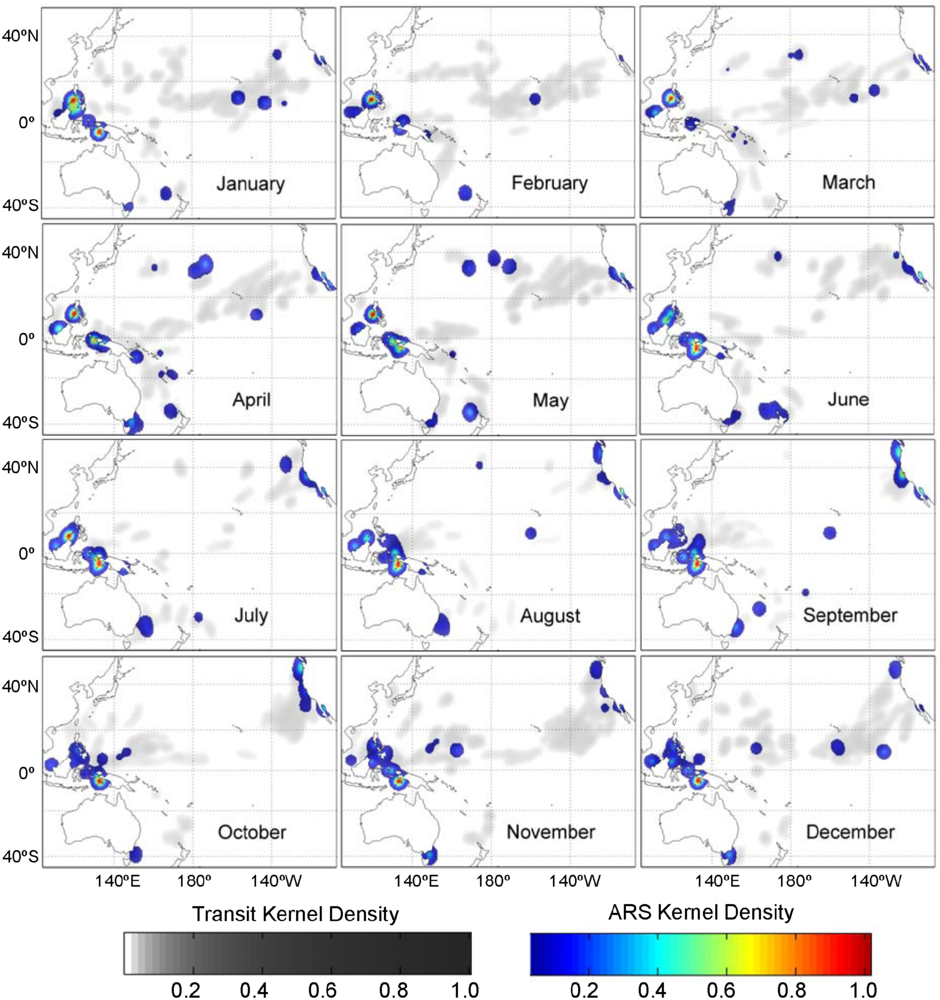 40ºN
0º
40ºS
January
February
March
40ºN
0º
40ºS
April
May
June
40ºN
0º
40ºS
July
August
September
40ºN
0º
40ºS
October
November
December
140ºE 180º 140ºW
140ºE 180º 140ºW
140ºE 180º 140ºW
Transit Kernel Density
ARS Kernel Density
0.2 0.4 0.6 0.8 1.0
0.2 0.4 0.6 0.8 1.0